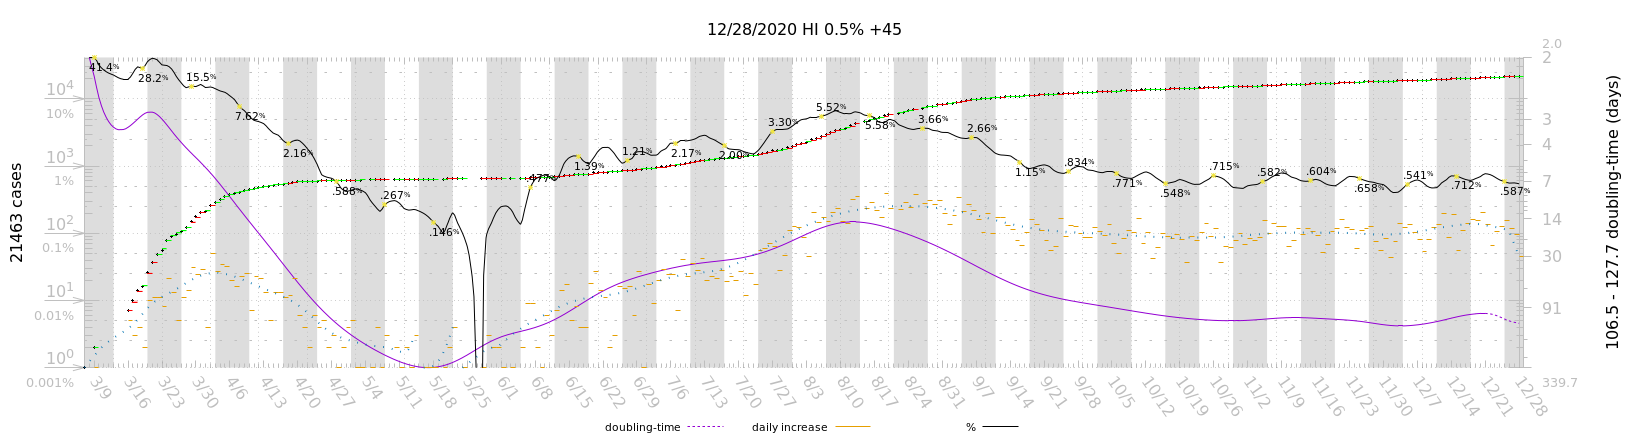 12/28/2020 HI 0.5% +45
2.0
41.4% 28.2% 15.5% 2
10⁴
10% 7.62% 5.52% 3.30% 5.58% 3.66% 2.66% 3
2.16% 1.39% 1.21% 2.17% 2.00% 4
10³ 1.15% .834% .715% .582% .604% .541%
1% .588% .267% .477% .771% .548% .658% .712% .587% 7
.146%
10² 14
0.1% 30
10¹
0.01% 91
10⁰
0.001% 339.7
21463 cases
106.5 - 127.7 doubling-time (days)
3/9 3/16 3/23 3/30 4/6 4/13 4/20 4/27 5/4 5/11 5/18 5/25 6/1 6/8 6/15 6/22 6/29 7/6 7/13 7/20 7/27 8/3 8/10 8/17 8/24 8/31 9/7 9/14 9/21 9/28 10/5 10/12 10/19 10/26 11/2 11/9 11/16 11/23 11/30 12/7 12/14 12/21 12/28
doubling-time daily increase %